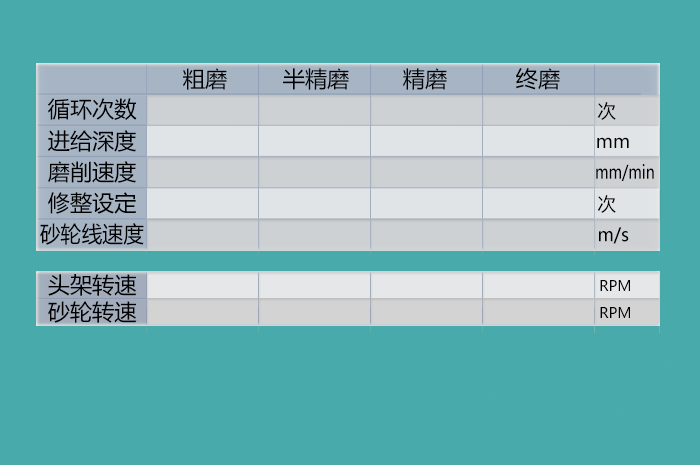 粗磨 半精磨 精磨 终磨
循环次数 次
进给深度 mm
磨削速度 mm/min
修整设定 次
砂轮线速度 m/s
头架转速 RPM
砂轮转速 RPM